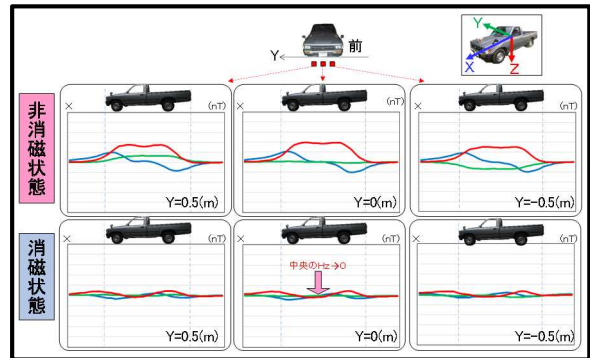 Y
前
Y
X
Z
非消磁状態
X
(nT)
Y=0.5(m)
X
(nT)
Y=0(m)
X
(nT)
Y=-0.5(m)
消磁状態
X
(nT)
Y=0.5(m)
X
(nT)
中央のHz→0
Y=0(m)
X
(nT)
Y=-0.5(m)